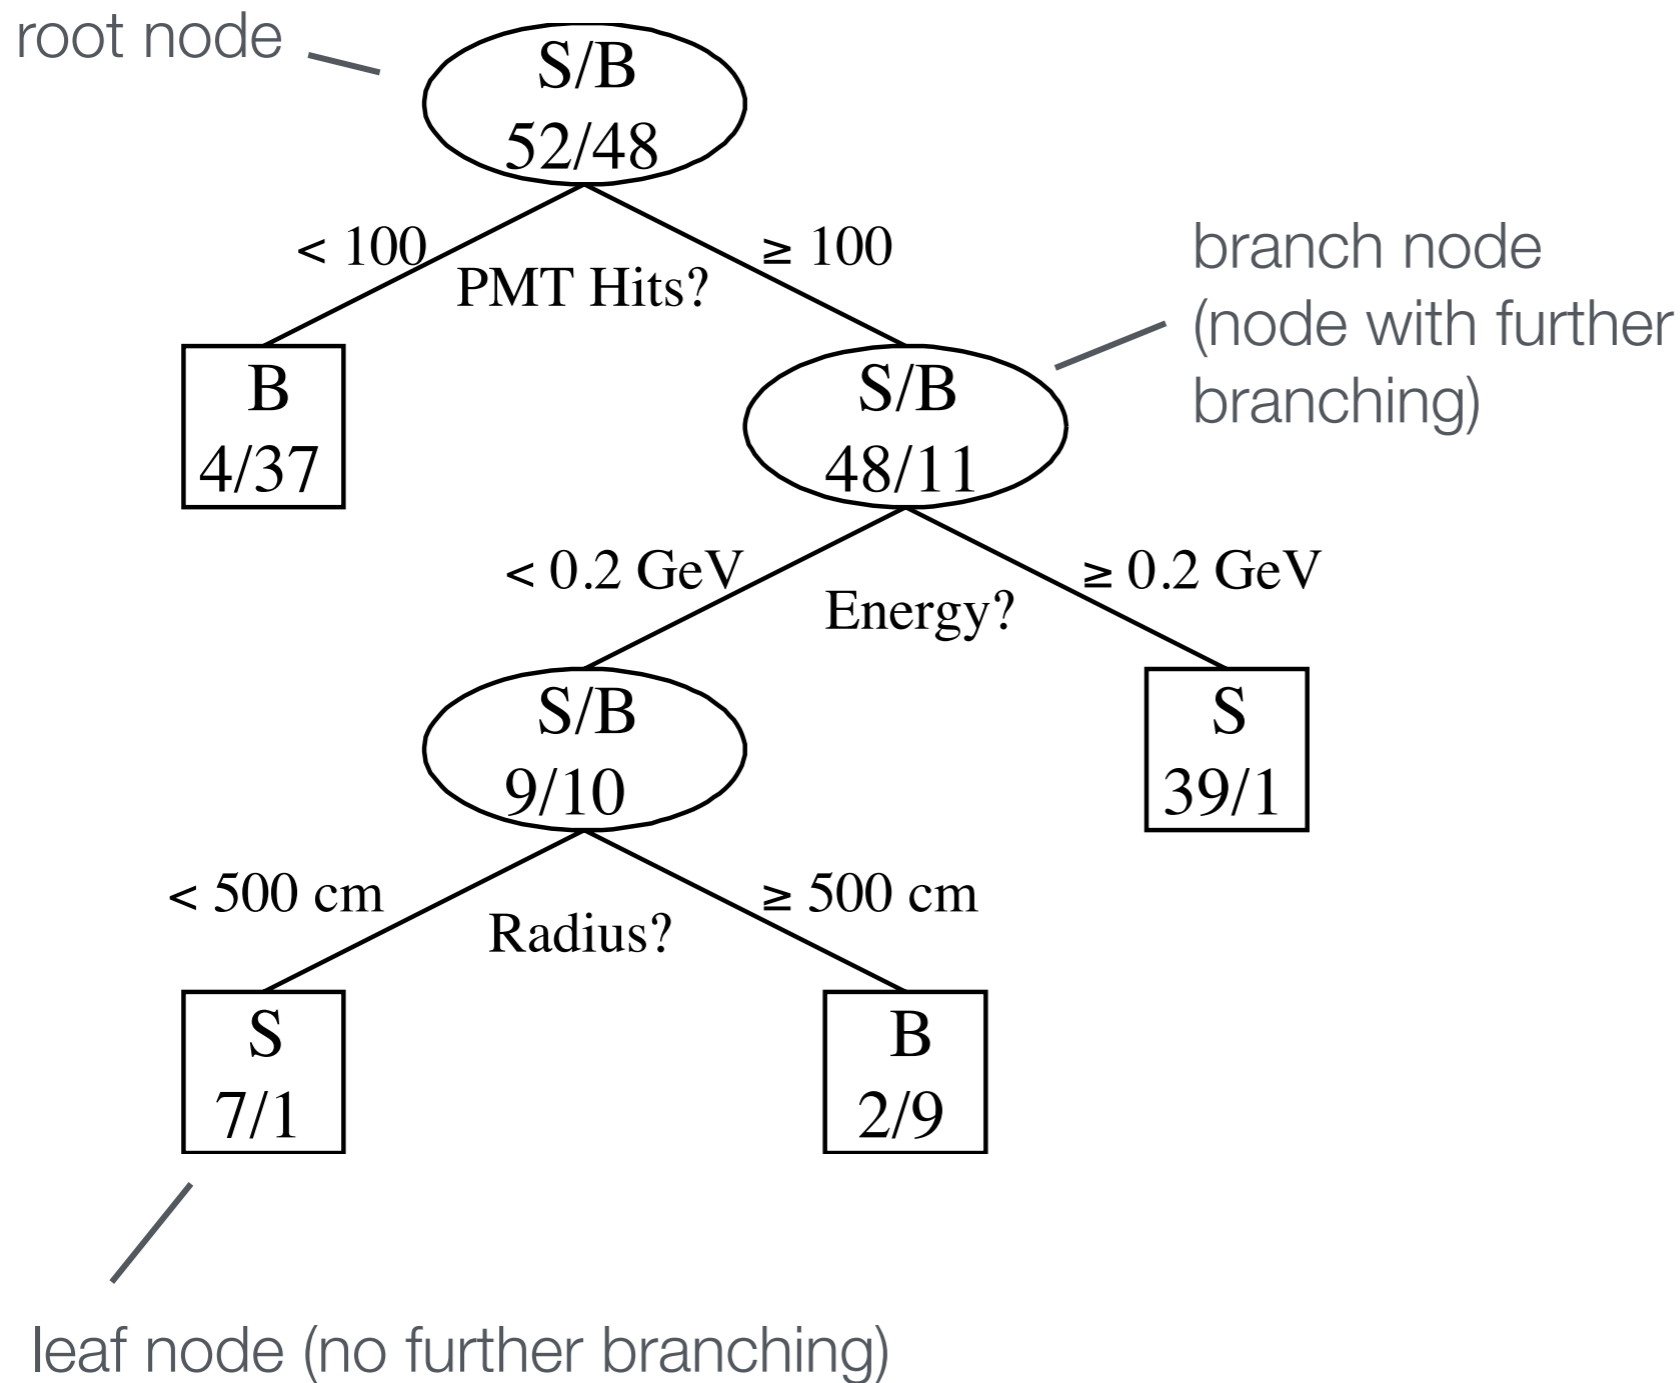 root node
S/B
52/48
< 100
≥ 100
PMT Hits?
branch node
(node with further
branching)
B
4/37
S/B
48/11
< 0.2 GeV
≥ 0.2 GeV
Energy?
S/B
9/10
S
39/1
< 500 cm
≥ 500 cm
Radius?
S
7/1
B
2/9
leaf node (no further branching)